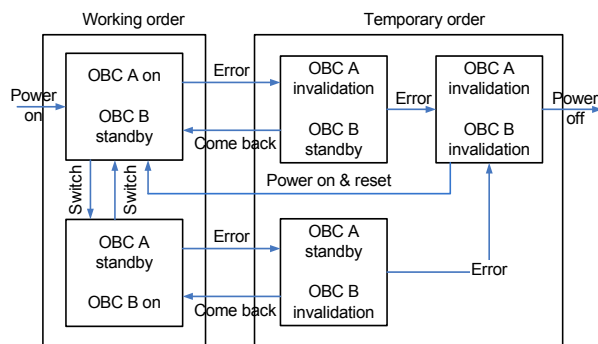 Working order
Temporary order
Power
on
OBC A on
OBC B
standby
Error
Come back
OBC A
invalidation
OBC B
standby
Error
OBC A
invalidation
OBC B
invalidation
Power
off
Power on & reset
Switch
Switch
OBC A
standby
OBC B on
Error
Come back
OBC A
standby
OBC B
invalidation
Error